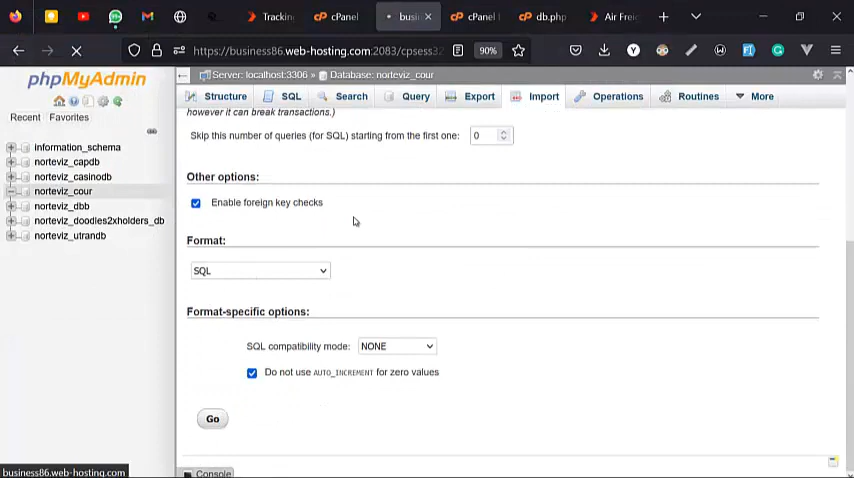 Tracking
cPanel
busi
cPanel
db.php
Air Frei
https://business86.web-hosting.com:2083/cpsess32
90%
phpMyAdmin
Recent Favorites
information_schema
norteviz_capdb
norteviz_casinodb
norteviz_cour
norteviz_dbb
norteviz_doodles2xholders_db
norteviz_utrandb
Server: localhost:3306 » Database: norteviz_cour
Structure SQL Search Query Export Import Operations Routines More
however it can break transactions.)
Skip this number of queries (for SQL) starting from the first one: 0
Other options:
Enable foreign key checks
Format:
SQL
Format-specific options:
SQL compatibility mode: NONE
Do not use AUTO_INCREMENT for zero values
Go
Console
business86.web-hosting.com